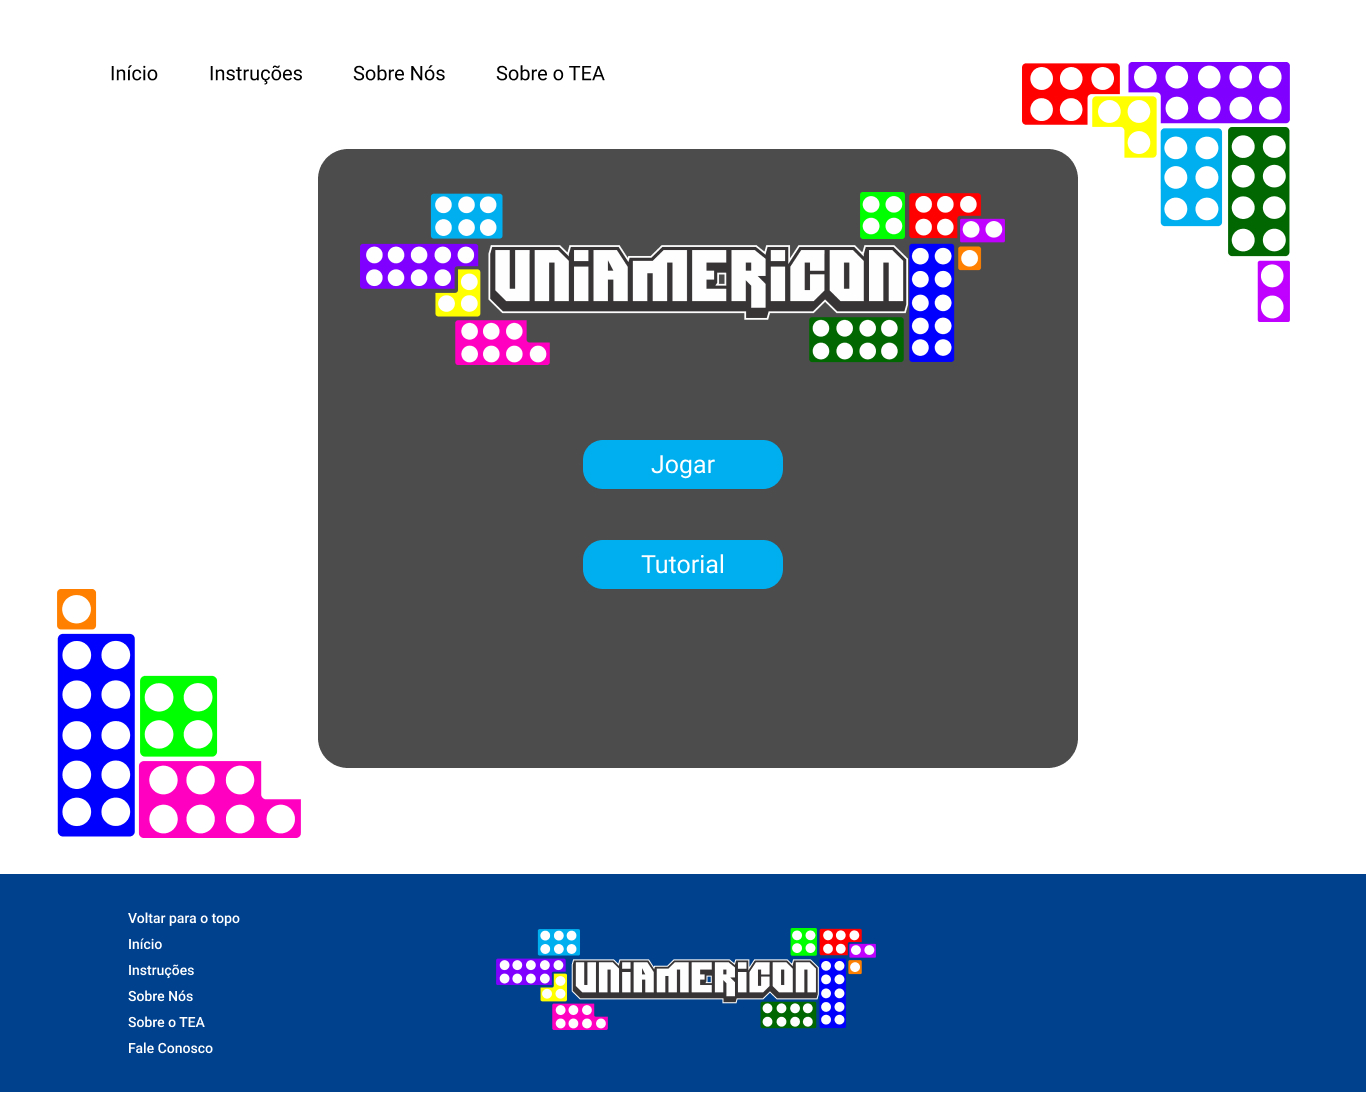 Início
Instruções
Sobre Nós
Sobre o TEA
UNIAMERICON
Jogar
Tutorial
Voltar para o topo
Início
Instruções
Sobre Nós
Sobre o TEA
Fale Conosco
UNIAMERICON